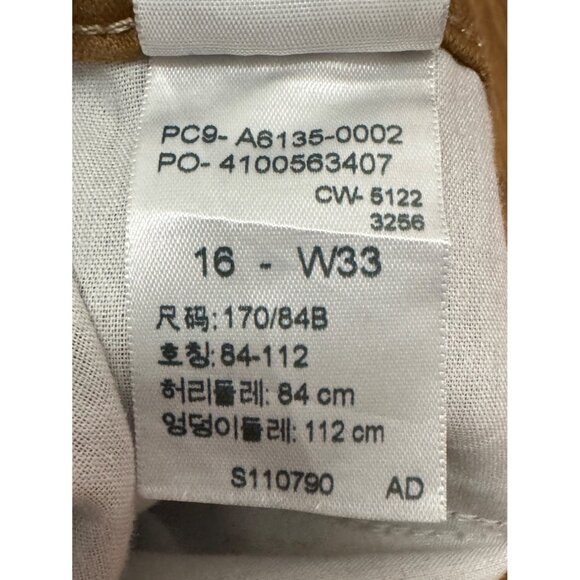 PC9- A6135-0002
PO- 4100563407
CW- 5122
3256
16 - W33
尺码: 170/84B
호칭: 84-112
허리둘레: 84 cm
엉덩이둘레: 112 cm
S110790 AD